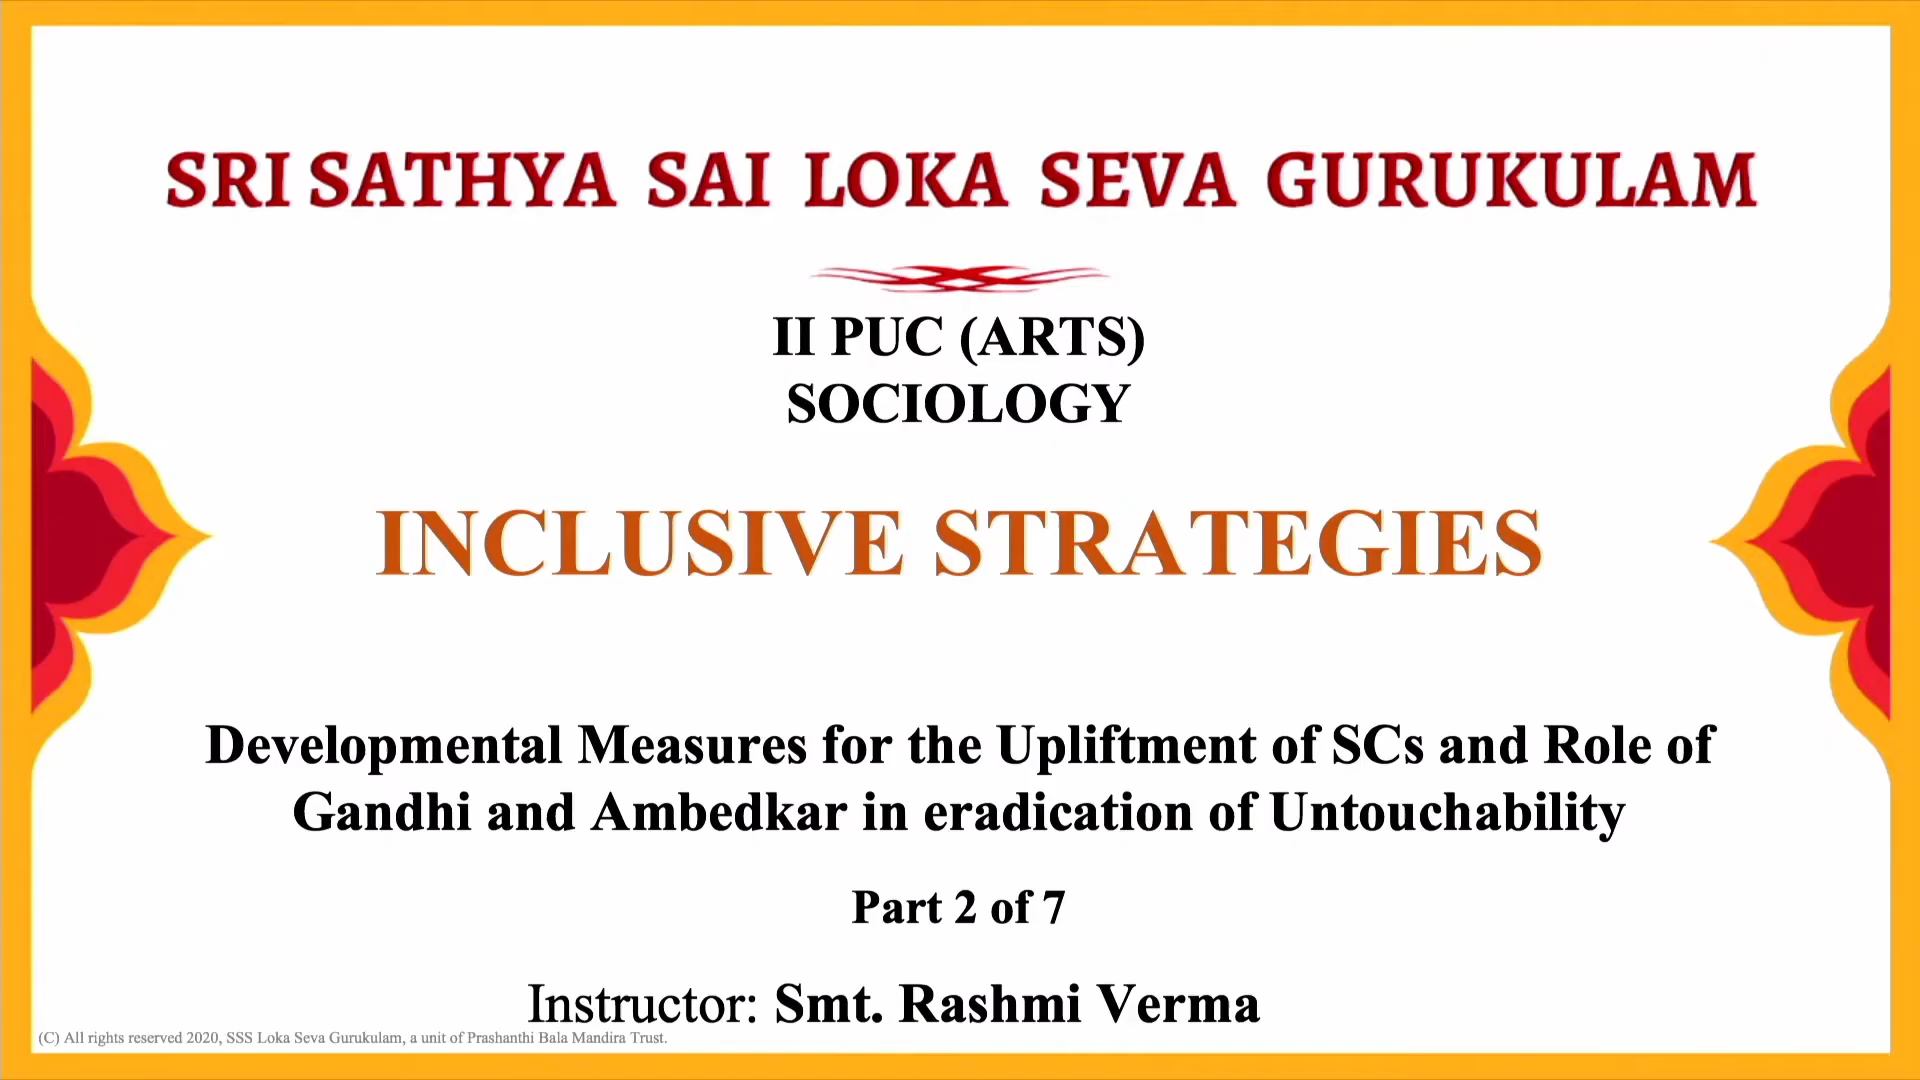 SRI SATHYA SAI LOKA SEVA GURUKULAM
II PUC (ARTS)
SOCIOLOGY
INCLUSIVE STRATEGIES
Developmental Measures for the Upliftment of SCs and Role of
Gandhi and Ambedkar in eradication of Untouchability
Part 2 of 7
Instructor: Smt. Rashmi Verma
(C) All rights reserved 2020, SSS Loka Seva Gurukulam, a unit of Prashanthi Bala Mandira Trust.